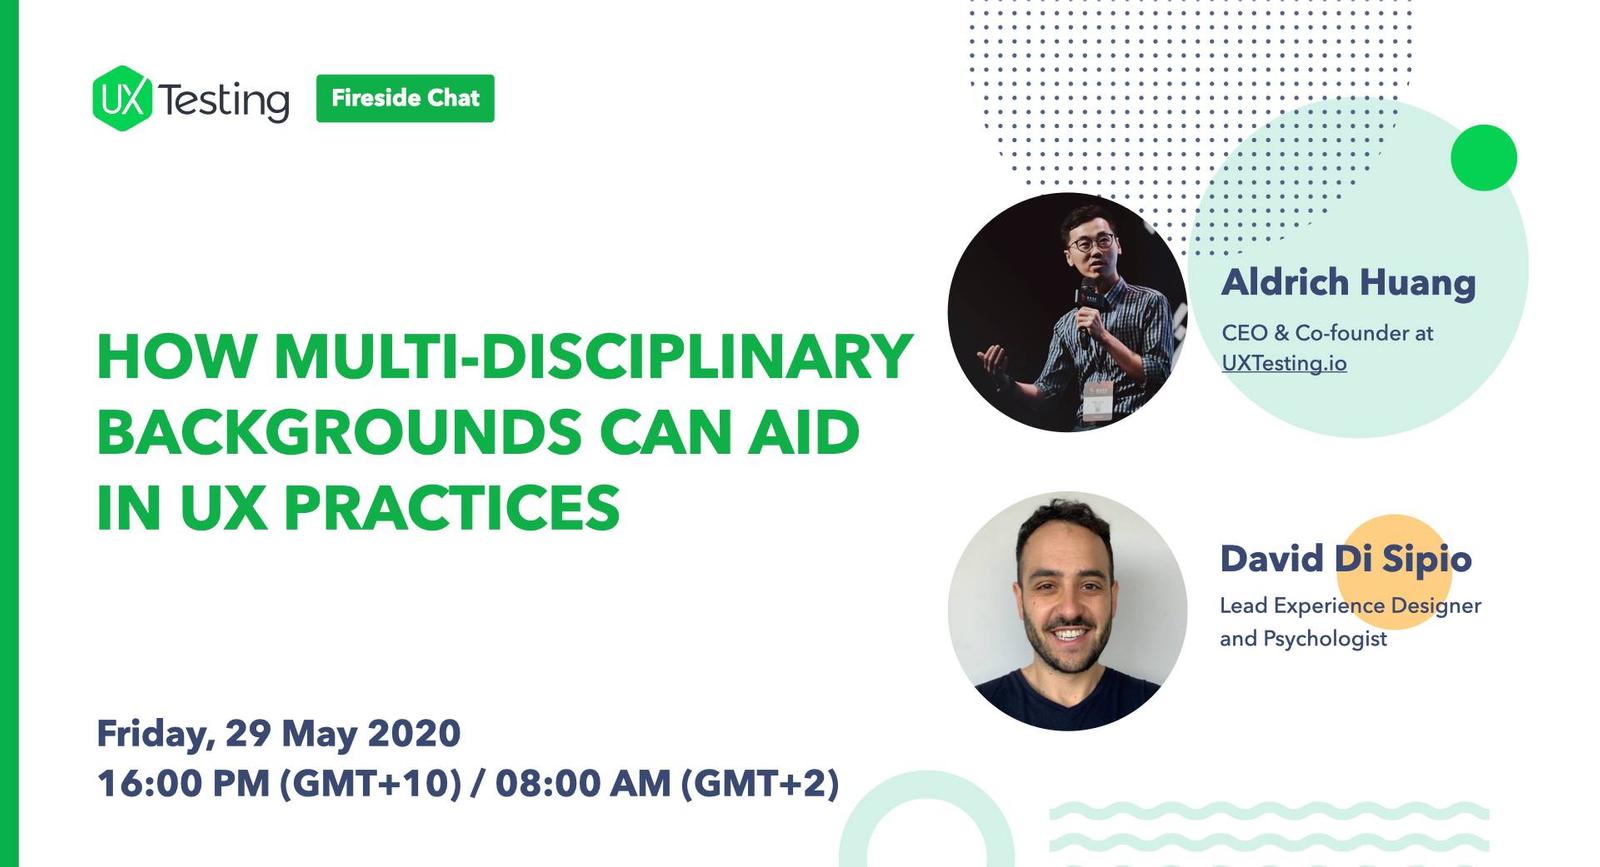 UX Testing
Fireside Chat
HOW MULTI-DISCIPLINARY
BACKGROUNDS CAN AID
IN UX PRACTICES
Friday, 29 May 2020
16:00 PM (GMT+10) / 08:00 AM (GMT+2)
Aldrich Huang
CEO & Co-founder at
UXTesting.io
David Di Sipio
Lead Experience Designer
and Psychologist